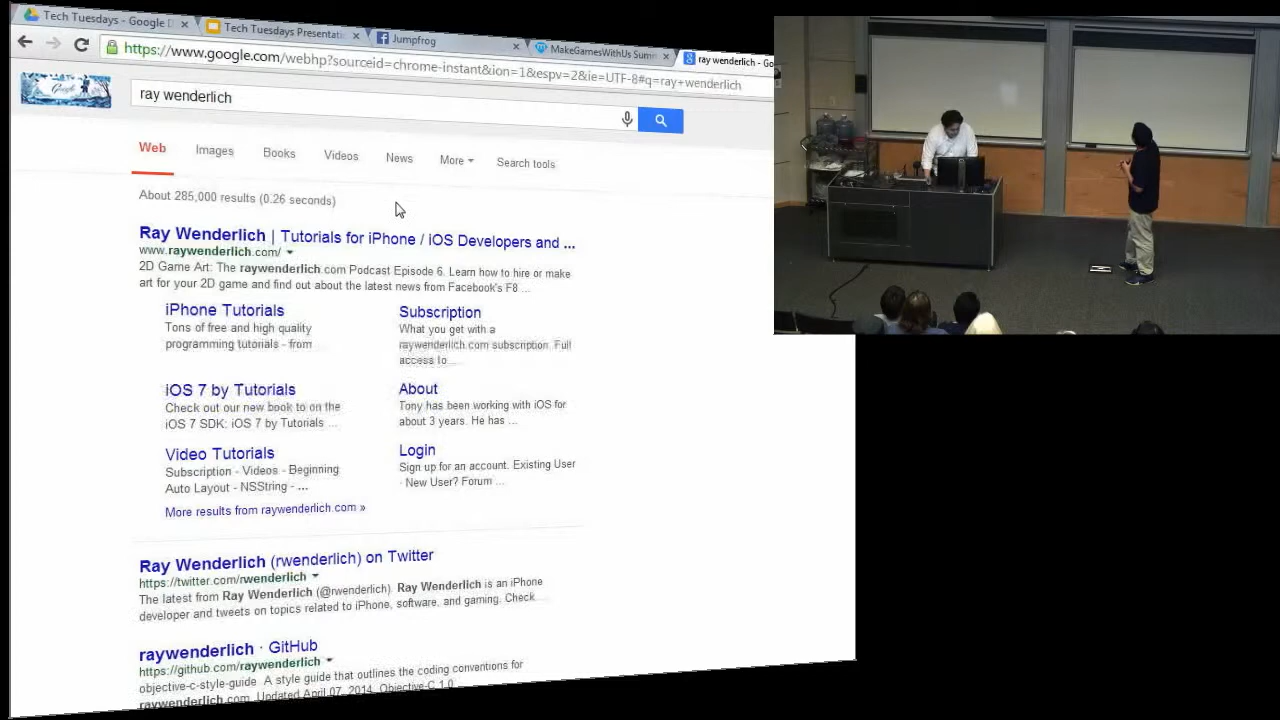 Tech Tuesdays - Google D
Tech Tuesdays Presentati
Jumpfrog
MakeGamesWithUs Sum
ray wenderlich - Go
https://www.google.com/webhp?sourceid=chrome-instant&ion=1&espv=2&ie=UTF-8#q=ray+wenderlich
ray wenderlich
Web Images Books Videos News More Search tools
About 285,000 results (0.26 seconds)
Ray Wenderlich | Tutorials for iPhone / iOS Developers and ...
www.raywenderlich.com/
2D Game Art: The raywenderlich.com Podcast Episode 6. Learn how to hire or make
art for your 2D game and find out about the latest news from Facebook's F8 ...
iPhone Tutorials
Tons of free and high quality
programming tutorials - from
Subscription
What you get with a
raywenderlich.com subscription. Full
access to ...
iOS 7 by Tutorials
Check out our new book to on the
iOS 7 SDK: iOS 7 by Tutorials ...
About
Tony has been working with iOS for
about 3 years. He has ...
Video Tutorials
Subscription - Videos - Beginning
Auto Layout - NSString - ...
Login
Sign up for an account. Existing User
· New User? Forum ...
More results from raywenderlich.com »
Ray Wenderlich (rwenderlich) on Twitter
https://twitter.com/rwenderlich
The latest from Ray Wenderlich (@rwenderlich). Ray Wenderlich is an iPhone
developer and tweets on topics related to iPhone, software, and gaming. Check
raywenderlich · GitHub
https://github.com/raywenderlich
objective-c-style-guide A style guide that outlines the coding conventions for
raywenderlich.com. Updated April 07, 2014. Objective-C 1.0